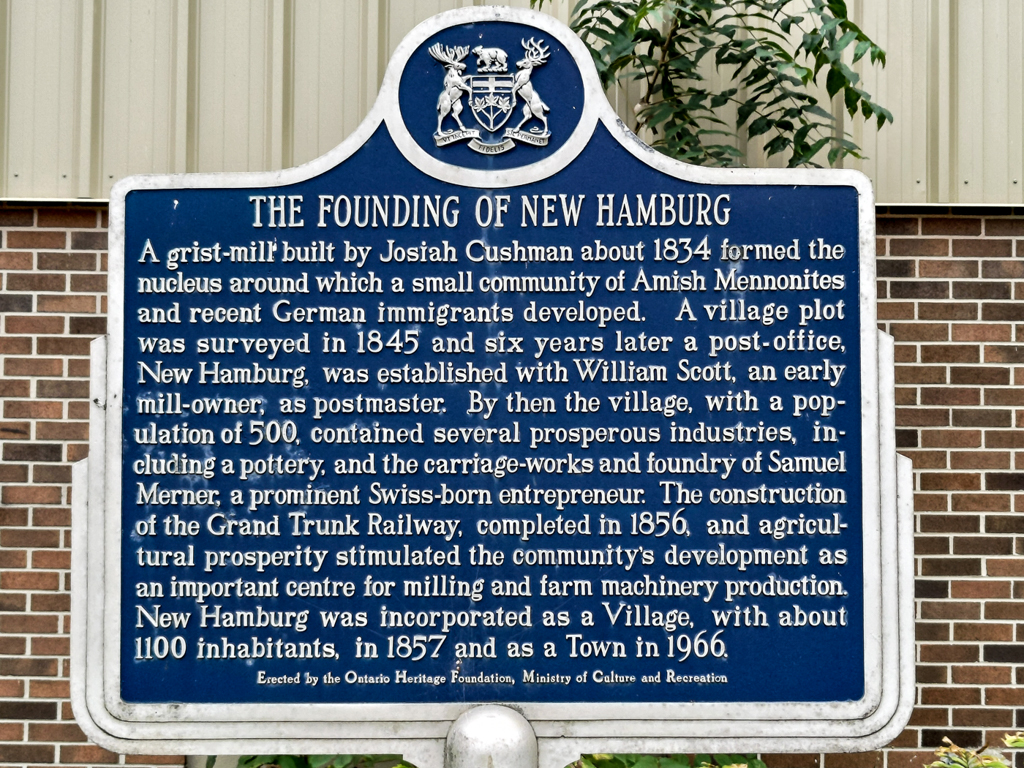 FIDELIS
THE FOUNDING OF NEW HAMBURG
A grist-mill built by Josiah Cushman about 1834 formed the
nucleus around which a small community of Amish Mennonites
and recent German immigrants developed. A village plot
was surveyed in 1845 and six years later a post-office,
New Hamburg, was established with William Scott, an early
mill-owner, as postmaster. By then the village, with a pop-
ulation of 500, contained several prosperous industries, in-
cluding a pottery, and the carriage-works and foundry of Samuel
Merner, a prominent Swiss-born entrepreneur. The construction
of the Grand Trunk Railway, completed in 1856, and agricul-
tural prosperity stimulated the community's development as
an important centre for milling and farm machinery production.
New Hamburg was incorporated as a Village, with about
1100 inhabitants, in 1857 and as a Town in 1966.
Erected by the Ontario Heritage Foundation, Ministry of Culture and Recreation